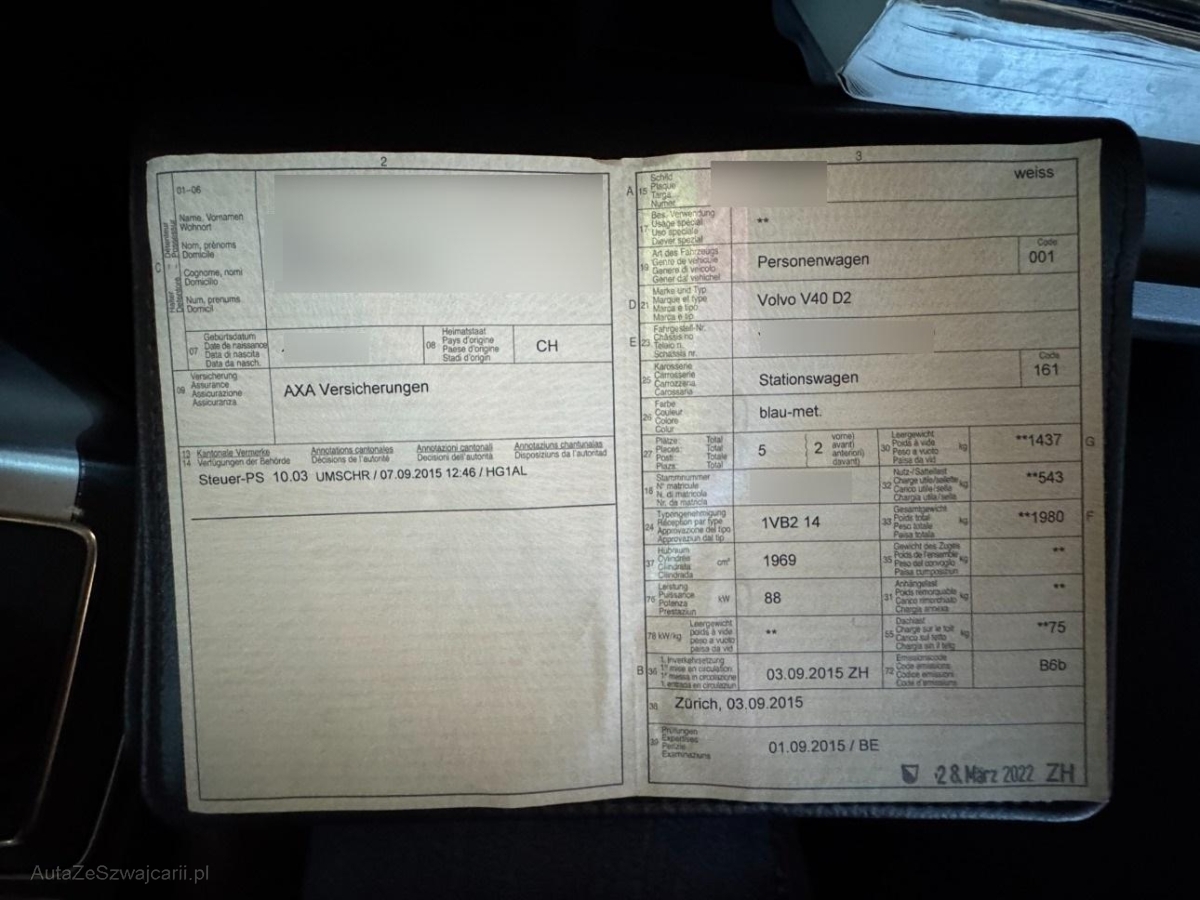 2
01–06
Name, Vornamen
Wohnort
Nom, prénoms
Domicile
Cognome, nomi
Domicilio
Num, prenums
Domicil
C
07
Geburtsdatum
Date de naissance
Data di nascita
Data da nasch.
08
Heimatstaat
Pays d'origine
Paese d'origine
Stadi d'origin
CH
09
Versicherung
Assurance
Assicurazione
Assicuranza
AXA Versicherungen
13
14
Kantonale Vermerke
Verfügungen der Behörde
Annotations cantonales
Décisions de l'autorité
Annotazioni cantonali
Decisioni dell'autorità
Annotaziuns chantunalas
Disposiziuns da l'autoritad
Steuer-PS 10.03 UMSCHR / 07.09.2015 12:46 / HG1AL
3
A
15
Schild
Plaque
Targa
Numer
weiss
17
Bes. Verwendung
Usage spécial
Uso speciale
Diever spezial
**
19
Art des Fahrzeugs
Genre de véhicule
Genere di veicolo
Gener dal vehichel
Personenwagen
Code
001
D
21
Marke und Typ
Marque et type
Marca e tipo
Marca e tip
Volvo V40 D2
E
23
Fahrgestell-Nr.
Châssis no
Telaio n.
Schassis nr.
25
Karosserie
Carrosserie
Carrozzeria
Carossaria
Stationswagen
Code
161
26
Farbe
Couleur
Colore
Colur
blau-met.
27
Plätze: Total
Places: Total
Posti: Totale
Plazs: Total
5
2
vorne)
avant)
anteriori)
davant)
30
Leergewicht
Poids à vide
Peso a vuoto
Paisa da vid
kg
**1437
G
18
Stammnummer
N° matricule
N. di matricola
Nr. da matricla
32
Nutz-/Sattellast
Charge utile/sellette
Carico utile/sella
Chargia utila/sella
kg
**543
24
Typengenehmigung
Réception par type
Approvazione del tipo
Approvaziun dal tip
1VB2 14
33
Gesamtgewicht
Poids total
Peso totale
Paisa totala
kg
**1980
F
37
Hubraum
Cylindrée
Cilindrata
Cilindrada
cm³
1969
35
Gewicht des Zuges
Poids de l'ensemble
Peso del convoglio
Paisa cumposiziun
kg
**
76
Leistung
Puissance
Potenza
Prestaziun
kW
88
31
Anhängelast
Poids remorquable
Carico rimorchiato
Chargia annexa
kg
**
78 kW/kg
Leergewicht
poids à vide
peso a vuoto
paisa da vid
**
55
Dachlast
Charge sur le toit
Carico sul tetto
Chargia sin il tetg
kg
**75
B
36
1. Inverkehrsetzung
1re mise en circulation
1a messa in circolazione
1. entrada en circulaziun
03.09.2015 ZH
72
Emissionscode
Code émissions
Codice emissioni
Code d'emissiuns
B6b
38
Zürich, 03.09.2015
39
Prüfungen
Expertises
Perizie
Examinaziuns
01.09.2015 / BE
28. März 2022 ZH
AutaZeSzwajcarii.pl